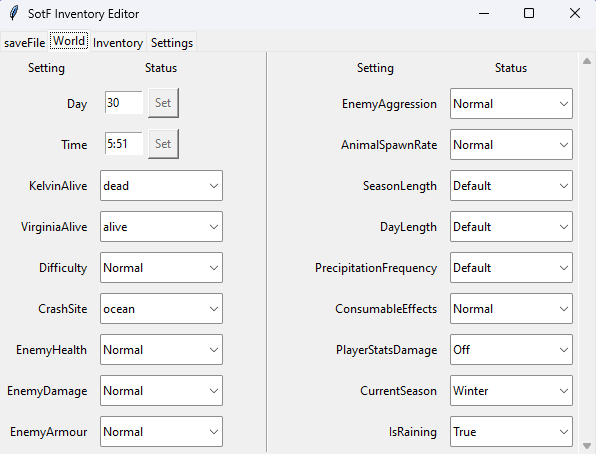 SotF Inventory Editor
saveFile World Inventory Settings
Setting Status Setting Status
Day 30 Set EnemyAggression Normal
Time 5:51 Set AnimalSpawnRate Normal
KelvinAlive dead SeasonLength Default
VirginiaAlive alive DayLength Default
Difficulty Normal PrecipitationFrequency Default
CrashSite ocean ConsumableEffects Normal
EnemyHealth Normal PlayerStatsDamage Off
EnemyDamage Normal CurrentSeason Winter
EnemyArmour Normal IsRaining True